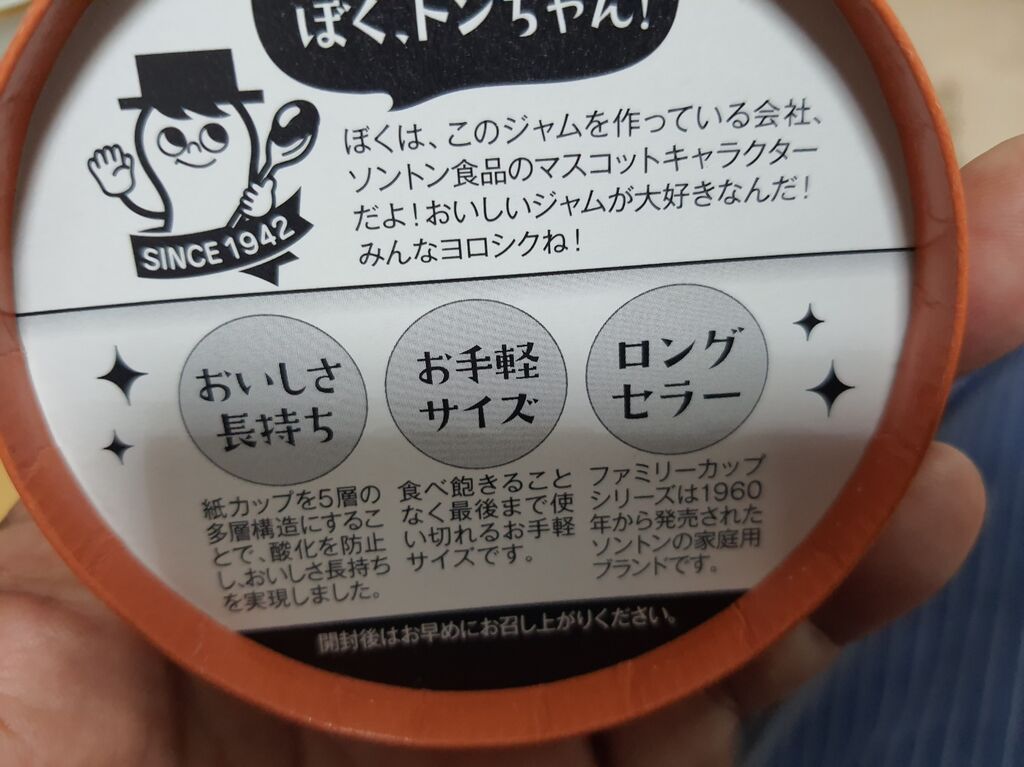 ぼく、トンちゃん!
ぼくは、このジャムを作っている会社、
ソントン食品のマスコットキャラクター
だよ!おいしいジャムが大好きなんだ!
みんなヨロシクね!
SINCE 1942
おいしさ
長持ち
紙カップを5層の
多層構造にするこ
とで、酸化を防止
し、おいしさ長持ち
を実現しました。
お手軽
サイズ
食べ飽きること
なく最後まで使
い切れるお手軽
サイズです。
ロング
セラー
ファミリーカップ
シリーズは1960
年から発売された
ソントンの家庭用
ブランドです。
開封後はお早めにお召し上がりください。